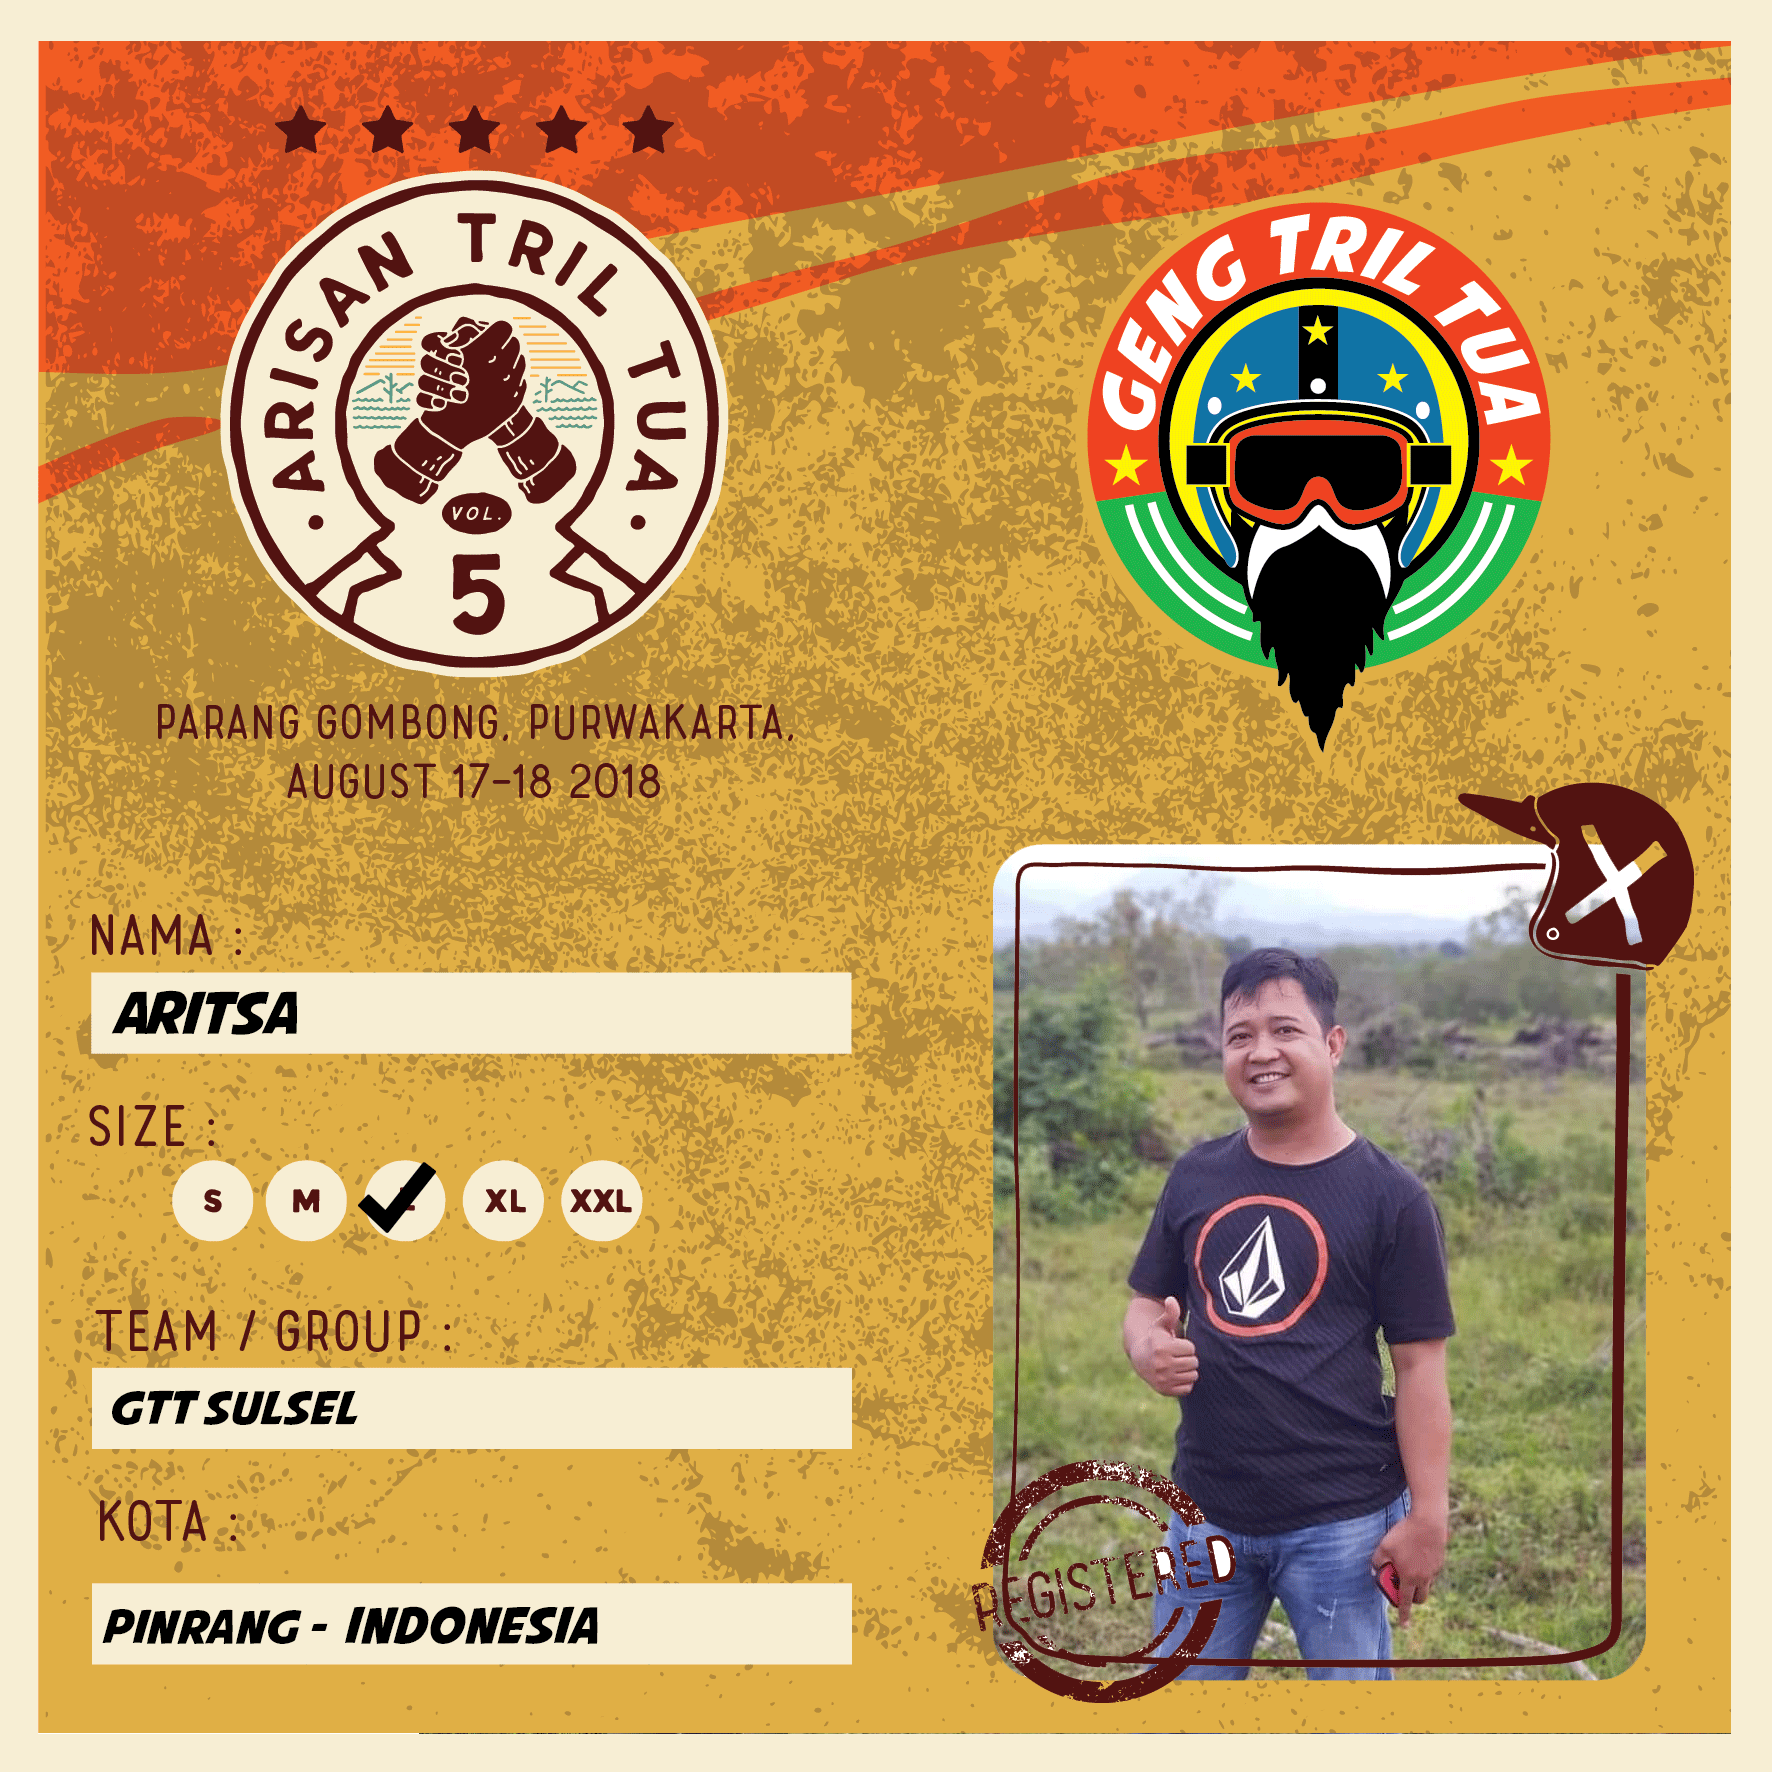 ARISAN TRIL TUA
VOL.
5
GENG TRIL TUA
PARANG GOMBONG, PURWAKARTA,
AUGUST 17-18 2018
NAMA :
ARITSA
SIZE :
S M L XL XXL
TEAM / GROUP :
GTT SULSEL
KOTA :
PINRANG - INDONESIA
REGISTERED